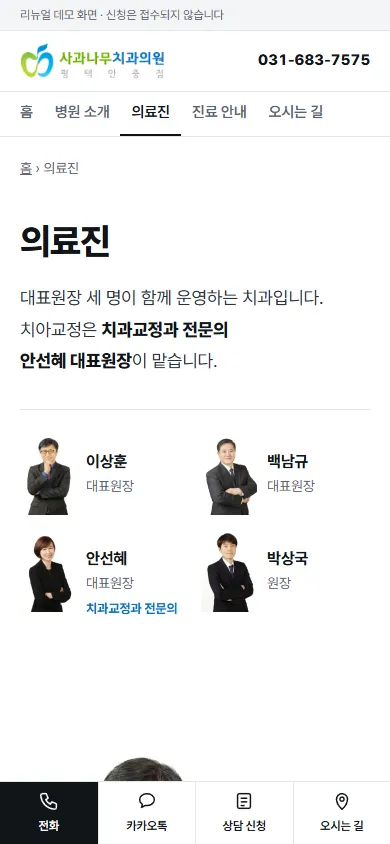 리뉴얼 데모 화면 · 신청은 접수되지 않습니다
사과나무치과의원
평택안중점
031-683-7575
홈 병원 소개 의료진 진료 안내 오시는 길
홈 › 의료진
의료진
대표원장 세 명이 함께 운영하는 치과입니다.
치아교정은 치과교정과 전문의
안선혜 대표원장이 맡습니다.
이상훈
대표원장
백남규
대표원장
안선혜
대표원장
치과교정과 전문의
박상국
원장
전화 카카오톡 상담 신청 오시는 길